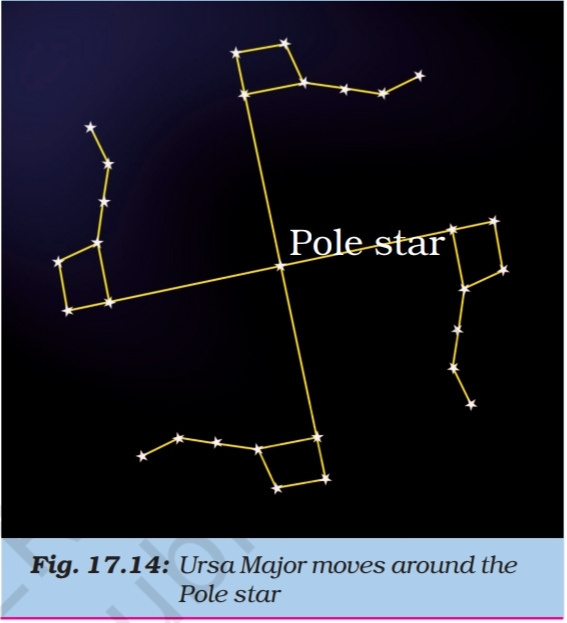 Pole star
Fig. 17.14: Ursa Major moves around the
Pole star